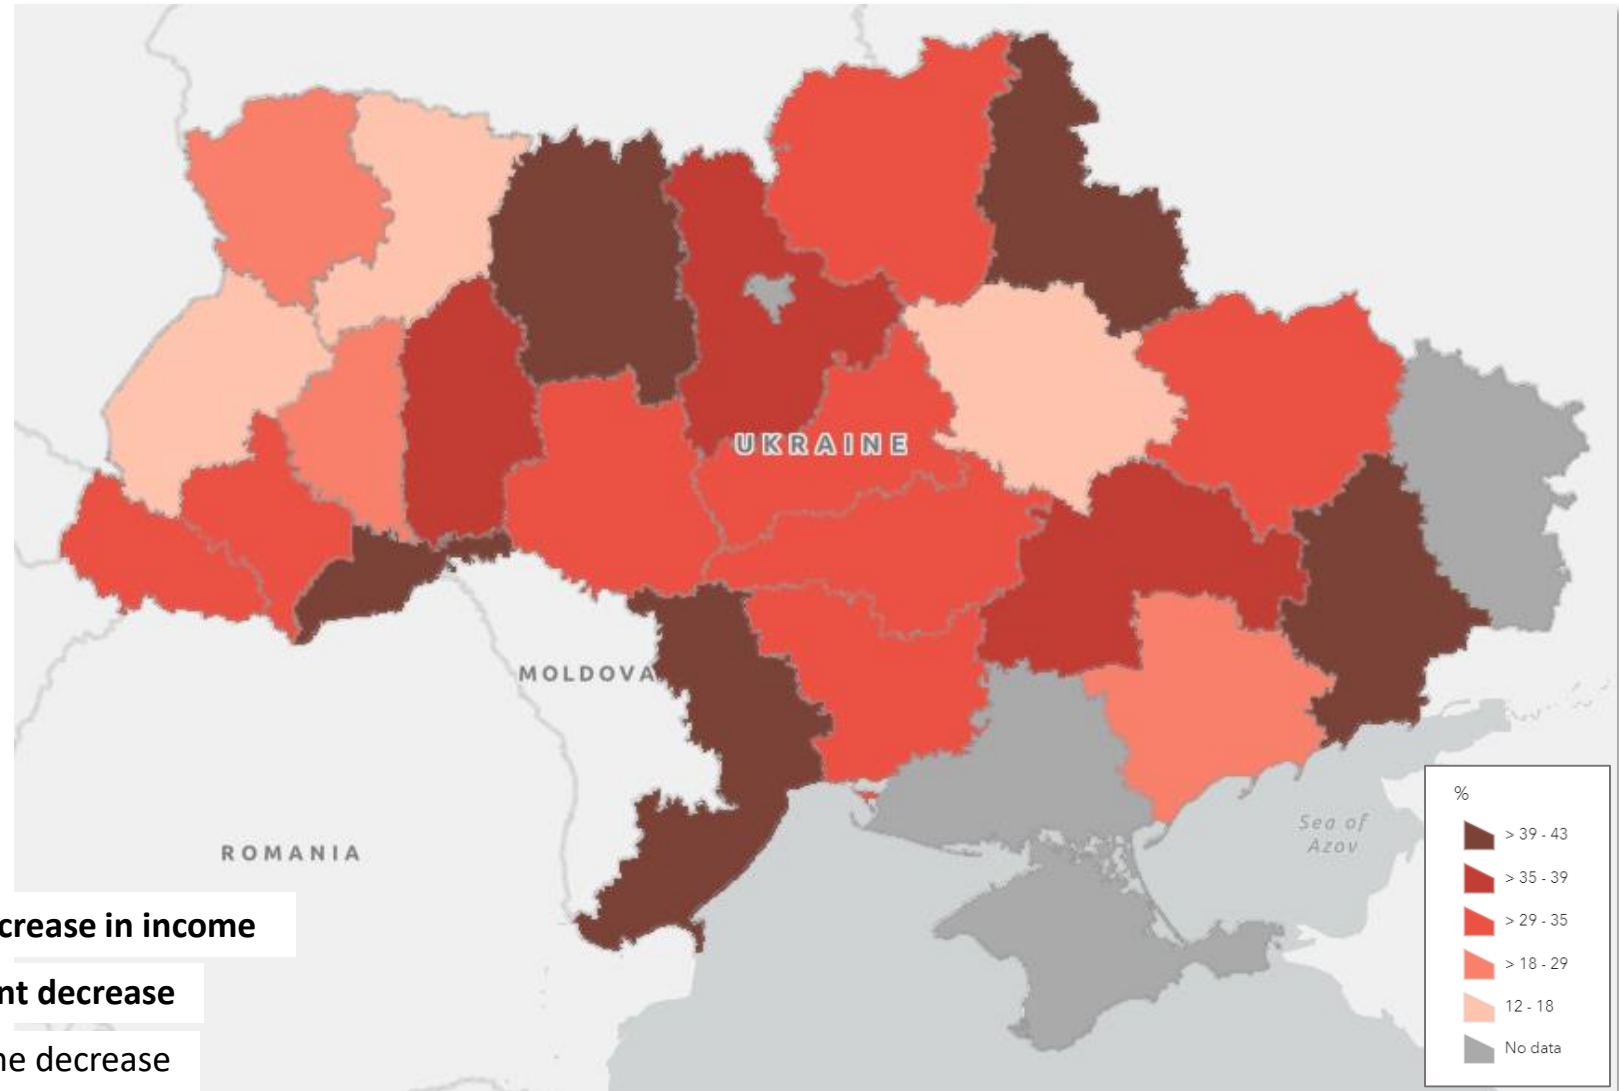 UKRAINE
MOLDOVA
ROMANIA
Sea of
Azov
%
> 39 - 43
> 35 - 39
> 29 - 35
> 18 - 29
12 - 18
No data
crease in income
nt decrease
ne decrease